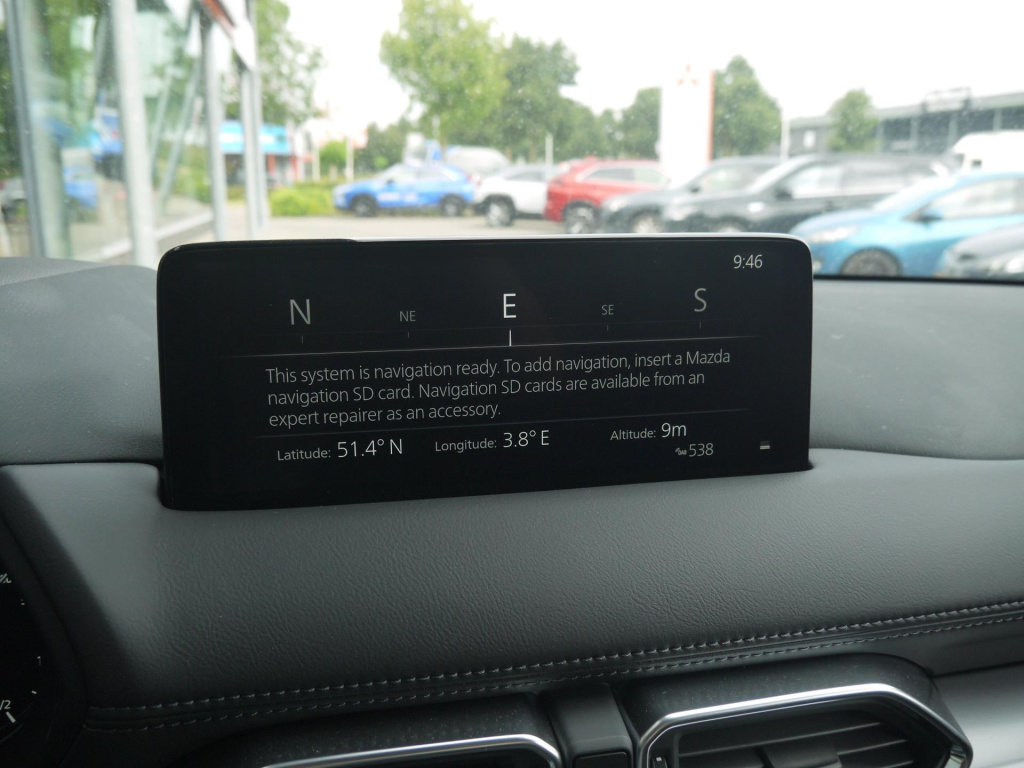 9:46
N NE E SE S
This system is navigation ready. To add navigation, insert a Mazda
navigation SD card. Navigation SD cards are available from an
expert repairer as an accessory.
Latitude: 51.4° N Longitude: 3.8° E Altitude: 9m
538
1/2